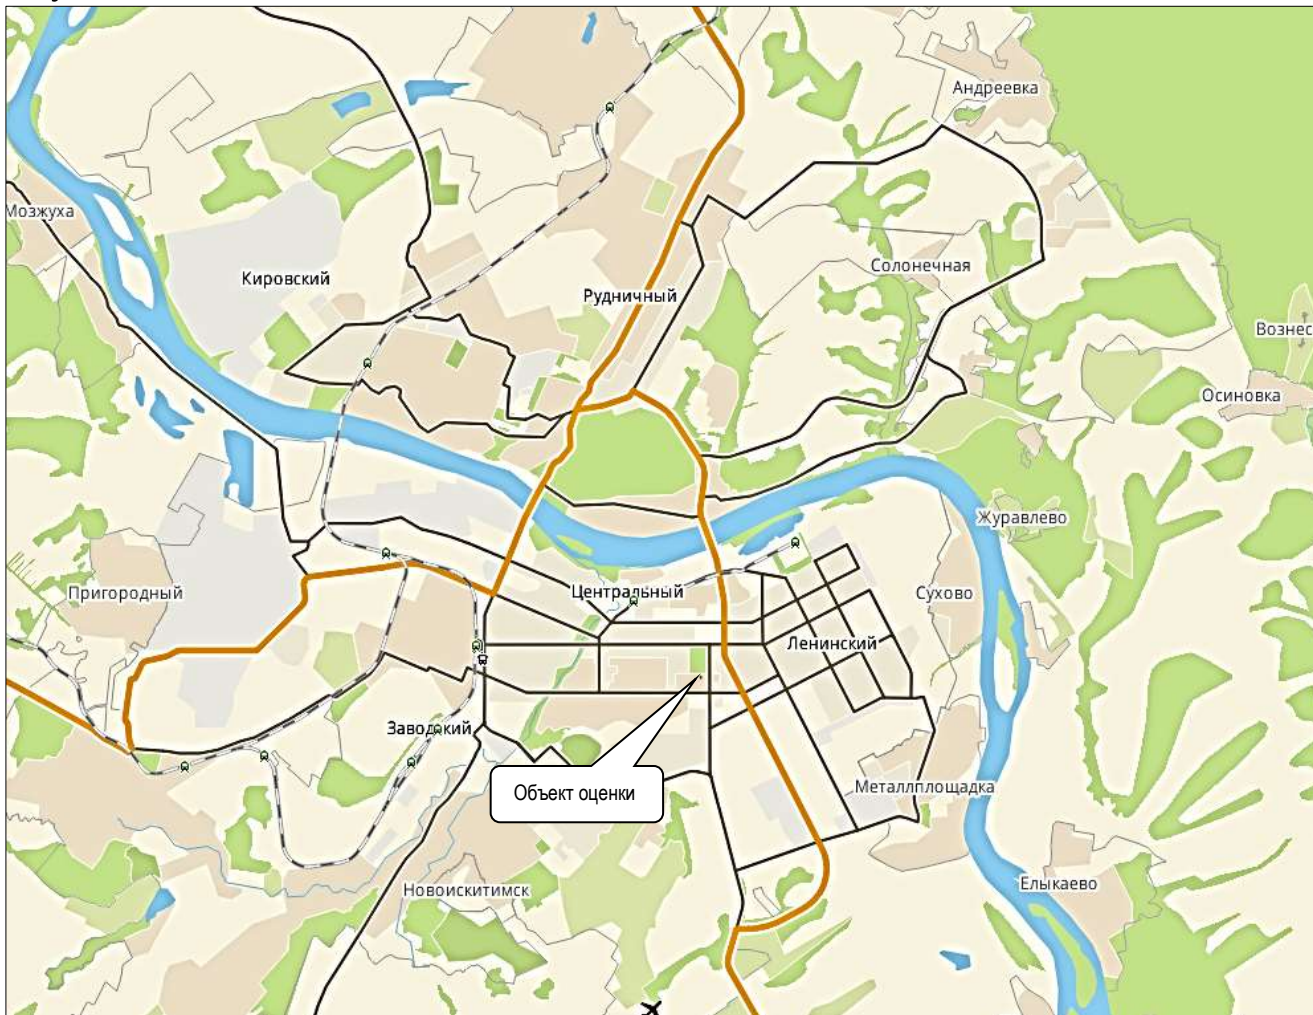 Андреевка
Мозжуха
Солонечная
Кировский
Рудничный
Вознес
Осиновка
Журавлево
Пригородный
Центральный
Сухово
Ленинский
Заводский
Объект оценки
Металлплощадка
Елыкаево
Новоискитимск